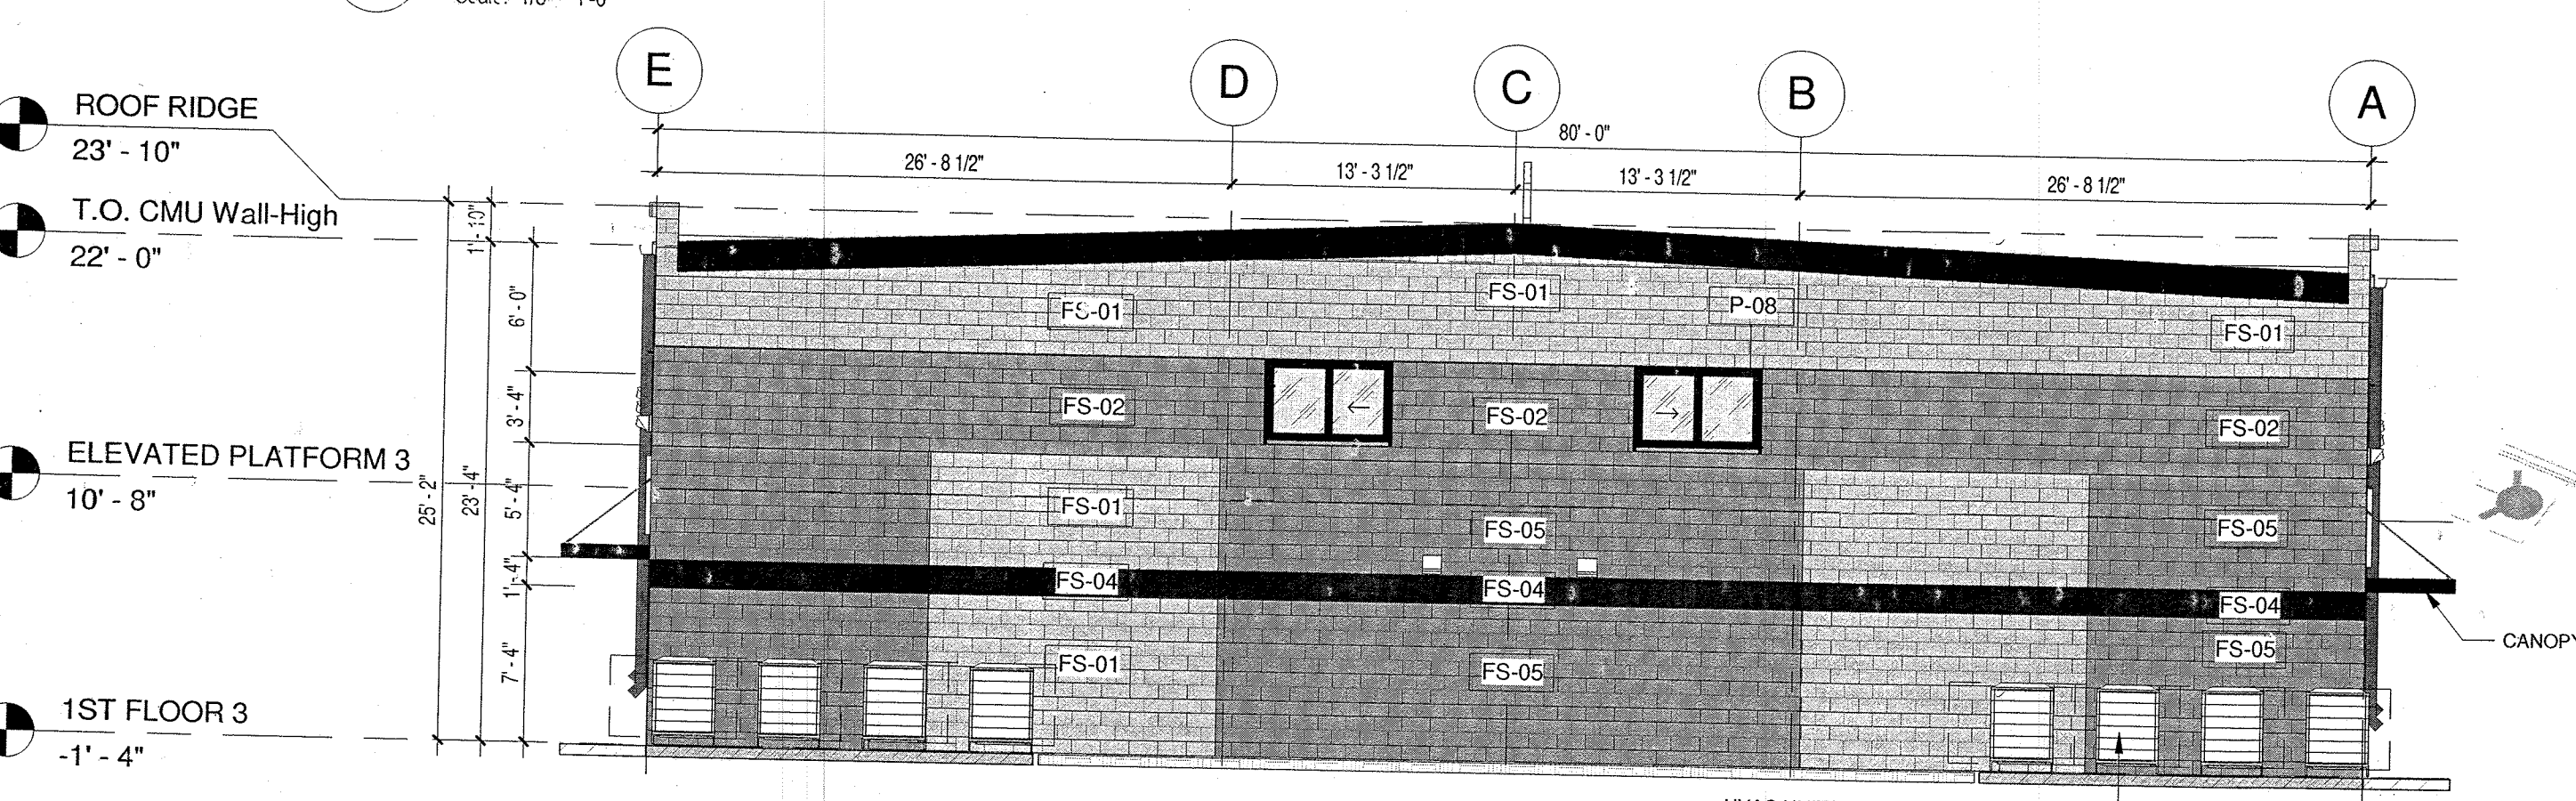 E
D
C
B
A
ROOF RIDGE
23' - 10"
T.O. CMU Wall-High
22' - 0"
ELEVATED PLATFORM 3
10' - 8"
1ST FLOOR 3
-1' - 4"
80' - 0"
26' - 8 1/2"
13' - 3 1/2"
13' - 3 1/2"
26' - 8 1/2"
25' - 2"
23' - 4"
1' - 10"
6' - 0"
3' - 4"
5' - 4"
1' - 4"
7' - 4"
FS-01
FS-01
P-08
FS-01
FS-02
FS-02
FS-02
FS-01
FS-05
FS-05
FS-04
FS-04
FS-04
FS-01
FS-05
FS-05
CANOPY